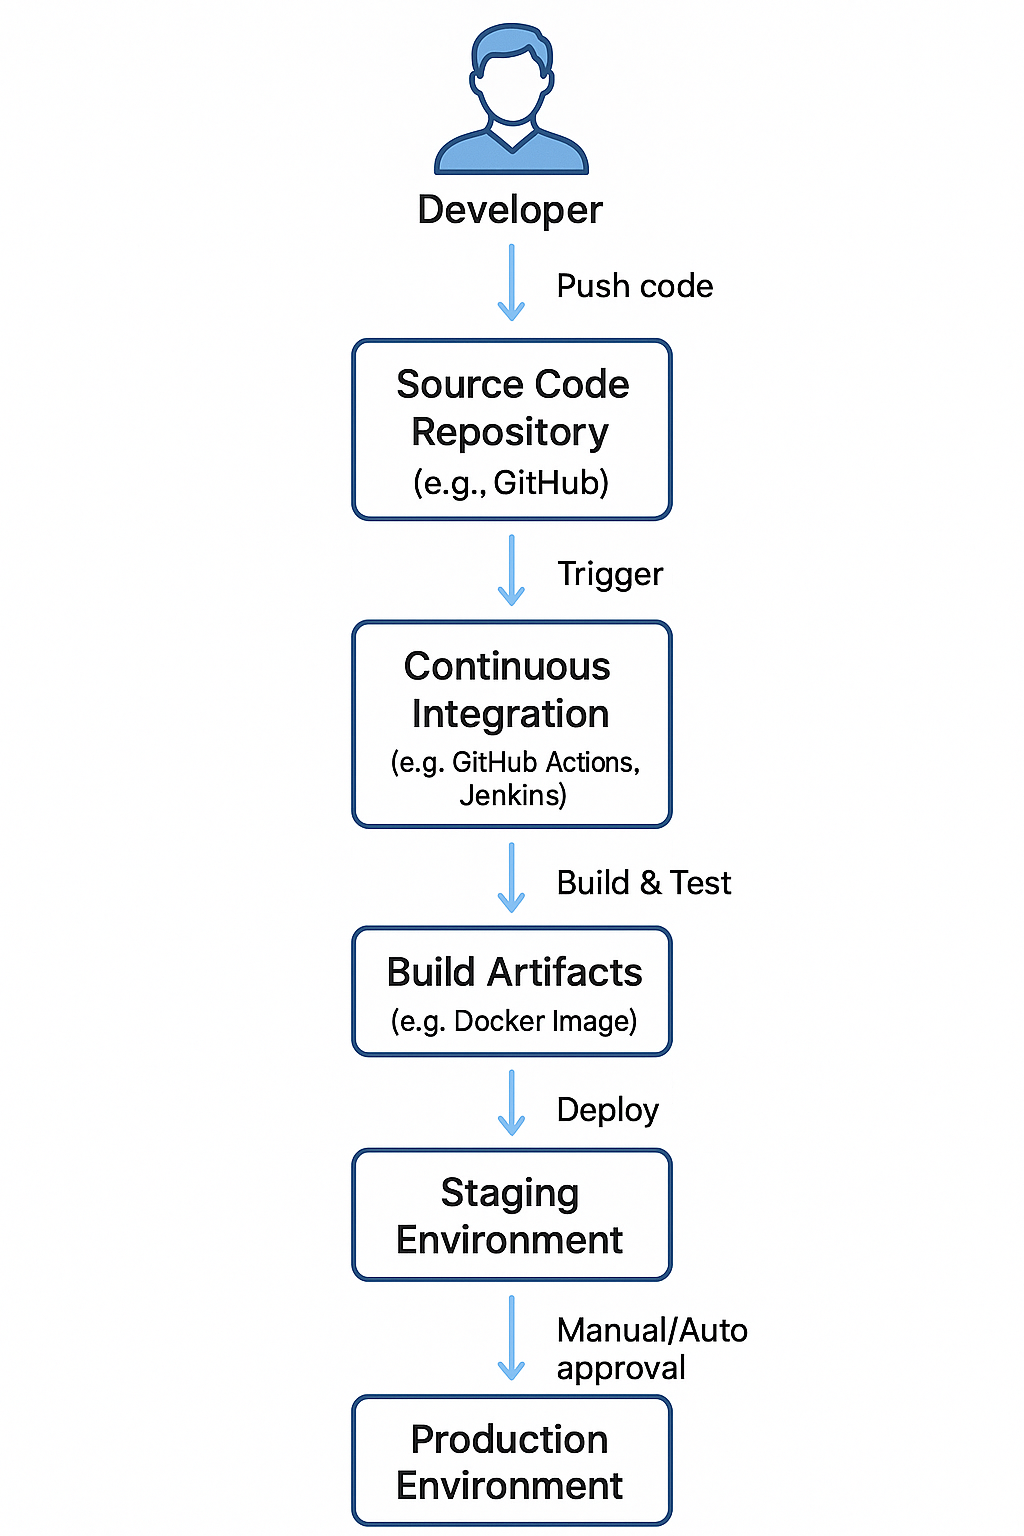 Developer
Push code
Source Code
Repository
(e.g., GitHub)
Trigger
Continuous
Integration
(e.g. GitHub Actions,
Jenkins)
Build & Test
Build Artifacts
(e.g. Docker Image)
Deploy
Staging
Environment
Manual/Auto
approval
Production
Environment